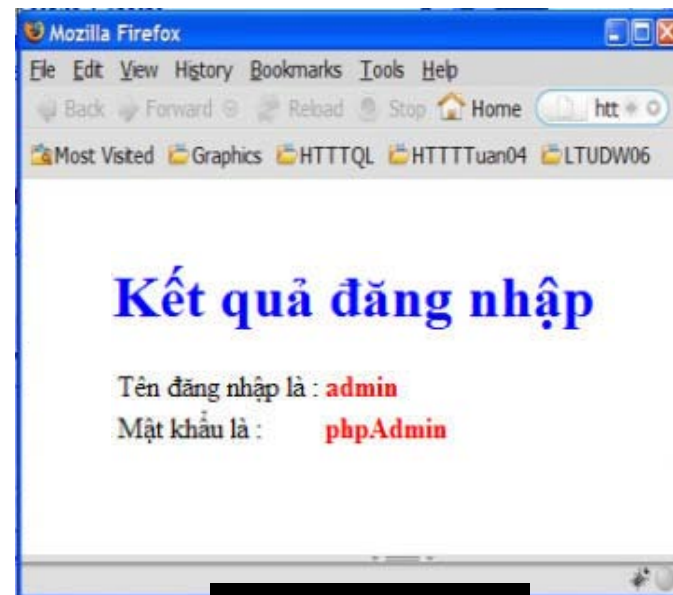 Mozilla Firefox
File Edit View History Bookmarks Tools Help
Back Forward Reload Stop Home htt
Most Visited Graphics HTTTQL HTTTTuan04 LTUDW06
Kết quả đăng nhập
Tên đăng nhập là : admin
Mật khẩu là : phpAdmin